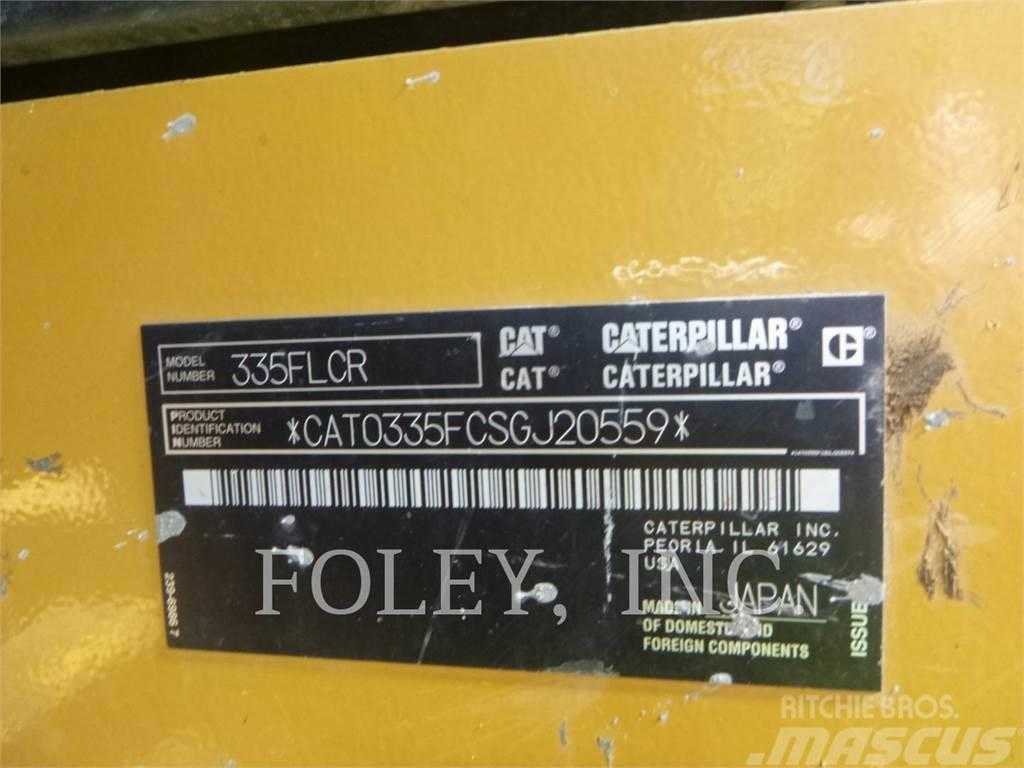 MODEL NUMBER 335FLCR
CAT® CATERPILLAR®
CAT® CATERPILLAR®
PRODUCT IDENTIFICATION NUMBER *CAT0335FCSGJ20559*
CATERPILLAR INC.
PEORIA IL 61629
USA
MADE IN JAPAN
OF DOMESTIC AND
FOREIGN COMPONENTS
ISSUE
FOLEY, INC
RITCHIE BROS.
MASCUS